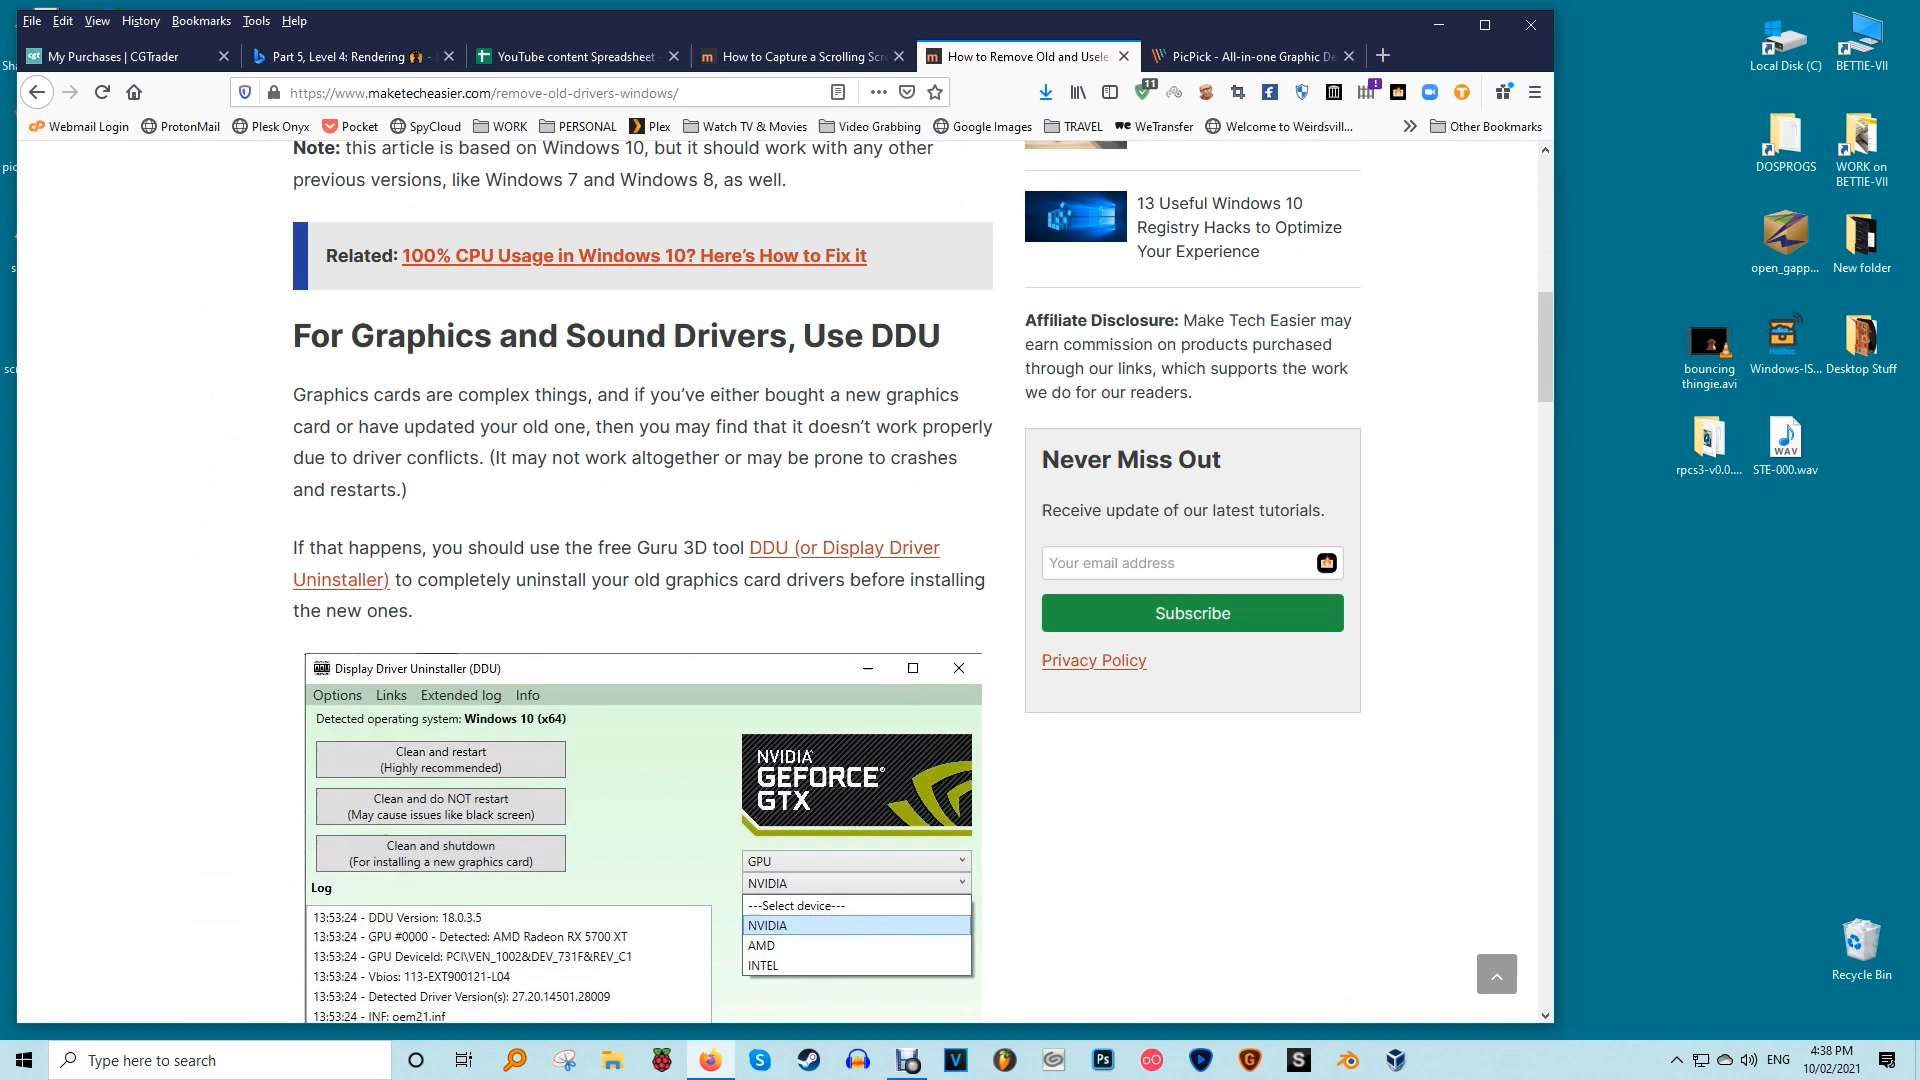 File Edit View History Bookmarks Tools Help
My Purchases | CGTrader
Part 5, Level 4: Rendering
YouTube content Spreadsheet
How to Capture a Scrolling Scr
How to Remove Old and Usele
PicPick - All-in-one Graphic De
https://www.maketecheasier.com/remove-old-drivers-windows/
11
Webmail Login ProtonMail Plesk Onyx Pocket SpyCloud WORK PERSONAL Plex Watch TV & Movies Video Grabbing Google Images TRAVEL WeTransfer Welcome to Weirdsvill... Other Bookmarks
Note: this article is based on Windows 10, but it should work with any other
previous versions, like Windows 7 and Windows 8, as well.
Related: 100% CPU Usage in Windows 10? Here’s How to Fix it
For Graphics and Sound Drivers, Use DDU
Graphics cards are complex things, and if you’ve either bought a new graphics
card or have updated your old one, then you may find that it doesn’t work properly
due to driver conflicts. (It may not work altogether or may be prone to crashes
and restarts.)
If that happens, you should use the free Guru 3D tool DDU (or Display Driver
Uninstaller) to completely uninstall your old graphics card drivers before installing
the new ones.
Display Driver Uninstaller (DDU)
Options Links Extended log Info
Detected operating system: Windows 10 (x64)
Clean and restart
(Highly recommended)
Clean and do NOT restart
(May cause issues like black screen)
Clean and shutdown
(For installing a new graphics card)
Log
13:53:24 - DDU Version: 18.0.3.5
13:53:24 - GPU #0000 - Detected: AMD Radeon RX 5700 XT
13:53:24 - GPU DeviceId: PCI\VEN_1002&DEV_731F&REV_C1
13:53:24 - Vbios: 113-EXT900121-L04
13:53:24 - Detected Driver Version(s): 27.20.14501.28009
13:53:24 - INF: oem21.inf
NVIDIA
GEFORCE
GTX
GPU
NVIDIA
---Select device---
NVIDIA
AMD
INTEL
13 Useful Windows 10
Registry Hacks to Optimize
Your Experience
Affiliate Disclosure: Make Tech Easier may
earn commission on products purchased
through our links, which supports the work
we do for our readers.
Never Miss Out
Receive update of our latest tutorials.
Your email address
Subscribe
Privacy Policy
Local Disk (C)
BETTIE-VII
DOSPROGS
WORK on
BETTIE-VII
open_gapp...
New folder
bouncing
thingie.avi
Windows-IS...
Desktop Stuff
rpcs3-v0.0....
WAV
STE-000.wav
Recycle Bin
Type here to search
ENG
4:38 PM
10/02/2021